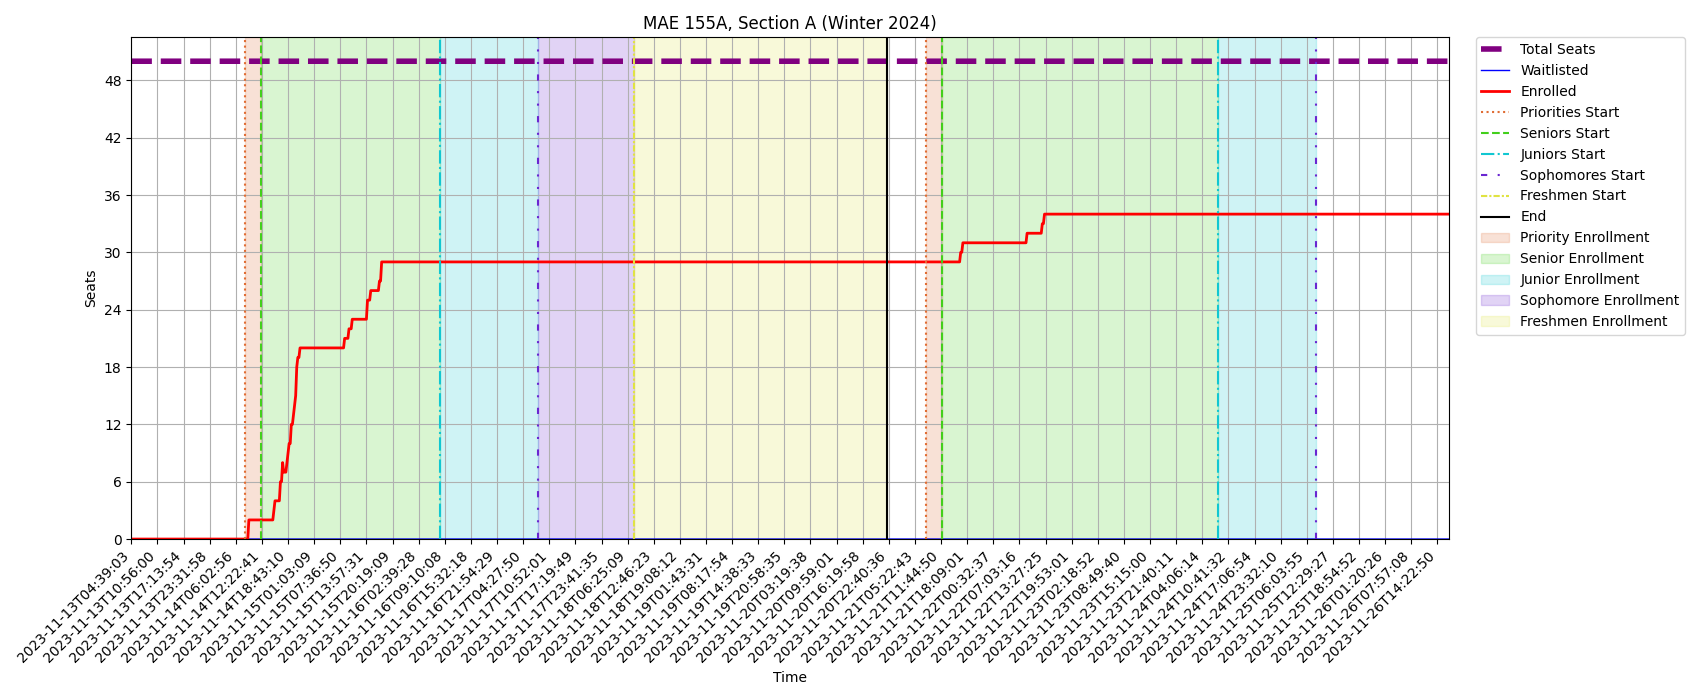 MAE 155A, Section A (Winter 2024)
Seats
48
42
36
30
24
18
12
6
0
2023-11-13T04:39:03
2023-11-13T10:56:00
2023-11-13T17:13:54
2023-11-13T23:31:58
2023-11-14T06:02:56
2023-11-14T12:22:41
2023-11-14T18:43:10
2023-11-15T01:03:09
2023-11-15T07:36:50
2023-11-15T13:57:31
2023-11-15T20:19:09
2023-11-16T02:39:28
2023-11-16T09:10:08
2023-11-16T15:32:18
2023-11-16T21:54:29
2023-11-17T04:27:50
2023-11-17T10:52:01
2023-11-17T17:19:49
2023-11-17T23:41:35
2023-11-18T06:25:09
2023-11-18T12:46:23
2023-11-18T19:08:12
2023-11-19T01:43:31
2023-11-19T08:17:54
2023-11-19T14:38:33
2023-11-19T20:58:35
2023-11-20T03:19:38
2023-11-20T09:59:01
2023-11-20T16:19:58
2023-11-20T22:40:36
2023-11-21T05:22:43
2023-11-21T11:44:50
2023-11-21T18:09:01
2023-11-22T00:32:37
2023-11-22T07:03:16
2023-11-22T13:27:25
2023-11-22T19:53:01
2023-11-23T02:18:52
2023-11-23T08:49:40
2023-11-23T15:15:00
2023-11-23T21:40:11
2023-11-24T04:06:14
2023-11-24T10:41:32
2023-11-24T17:06:54
2023-11-24T23:32:10
2023-11-25T06:03:55
2023-11-25T12:29:27
2023-11-25T18:54:52
2023-11-26T01:20:26
2023-11-26T07:57:08
2023-11-26T14:22:50
Time
Total Seats
Waitlisted
Enrolled
Priorities Start
Seniors Start
Juniors Start
Sophomores Start
Freshmen Start
End
Priority Enrollment
Senior Enrollment
Junior Enrollment
Sophomore Enrollment
Freshmen Enrollment